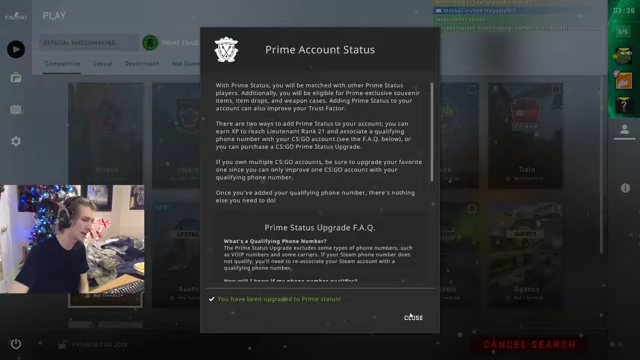 CS:GO
PLAY
03:36
OFFICIAL MATCHMAKING
Competitive
Casual
Deathmatch
War Games
Prime Account Status
With Prime Status, you will be matched with other Prime Status
players. Additionally, you will be eligible for Prime-exclusive souvenir
items, item drops, and weapon cases. Adding Prime Status to your
account can also improve your Trust Factor.
There are two ways to add Prime Status to your account; you can
earn XP to reach Lieutenant Rank 21 and associate a qualifying
phone number with your CS:GO account (see the F.A.Q. below), or
you can purchase a CS:GO Prime Status Upgrade.
If you own multiple CS:GO accounts, be sure to upgrade your favorite
one since you can only improve one CS:GO account with your
qualifying phone number.
Once you've added your qualifying phone number, there's nothing
else you need to do!
Prime Status Upgrade F.A.Q.
What's a Qualifying Phone Number?
The Prime Status Upgrade excludes some types of phone numbers, such
as VOIP numbers and some carriers. If your Steam phone number
does not qualify, you'll need to re-associate your Steam account with a
qualifying phone number.
You have been upgraded to Prime status!
CLOSE
Train
Agency
FRIENDS CAN JOIN
CANCEL SEARCH